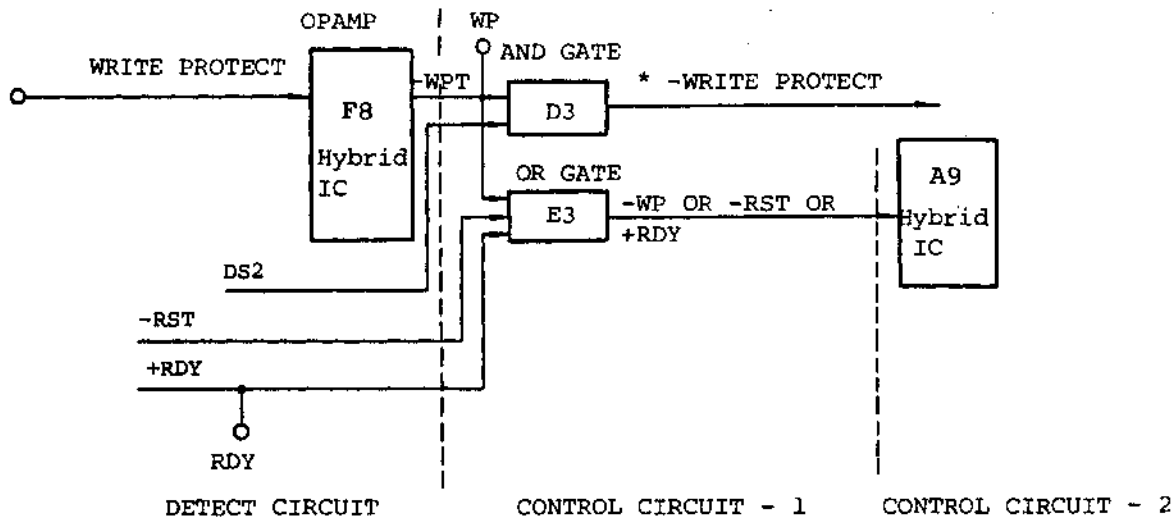 OPAMP
WP
WRITE PROTECT
AND GATE
-WPT
* -WRITE PROTECT
F8
Hybrid
IC
D3
OR GATE
E3
-WP OR -RST OR
+RDY
A9
Hybrid
IC
DS2
-RST
+RDY
RDY
DETECT CIRCUIT
CONTROL CIRCUIT - 1
CONTROL CIRCUIT - 2